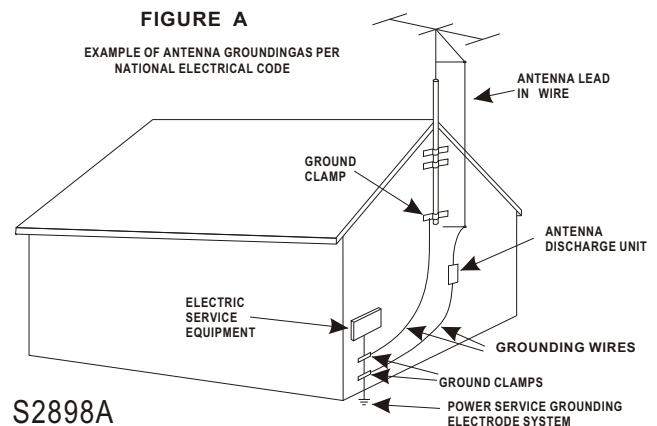 FIGURE A
EXAMPLE OF ANTENNA GROUNDINGAS PER
NATIONAL ELECTRICAL CODE
ANTENNA LEAD
IN WIRE
GROUND
CLAMP
ANTENNA
DISCHARGE UNIT
ELECTRIC
SERVICE
EQUIPMENT
GROUNDING WIRES
GROUND CLAMPS
POWER SERVICE GROUNDING
ELECTRODE SYSTEM
S2898A